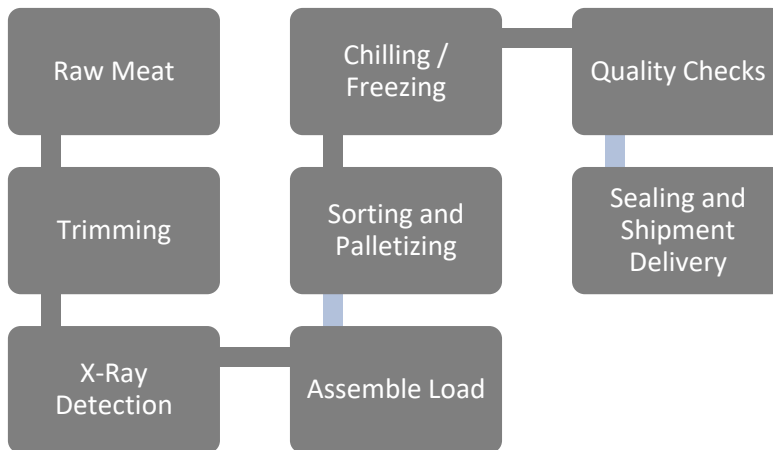 Raw Meat
Trimming
X-Ray
Detection
Assemble Load
Sorting and
Palletizing
Chilling /
Freezing
Quality Checks
Sealing and
Shipment
Delivery